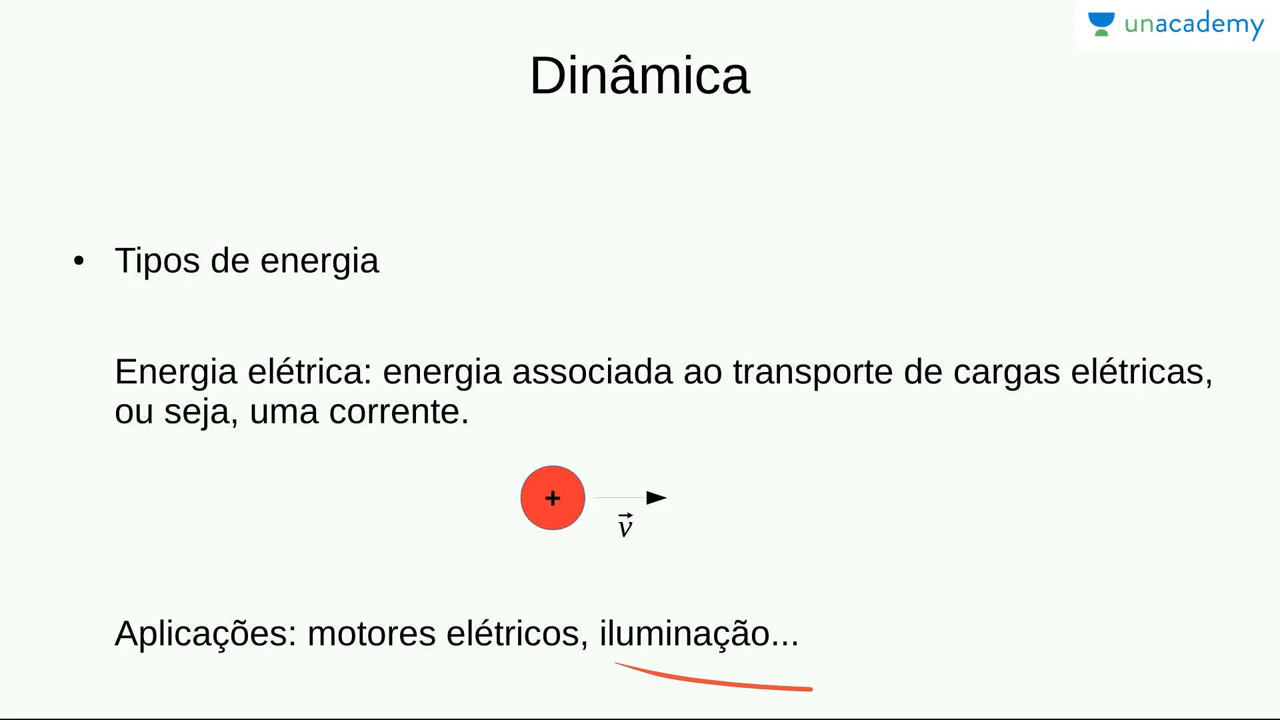 unacademy
Dinâmica
• Tipos de energia
Energia elétrica: energia associada ao transporte de cargas elétricas,
ou seja, uma corrente.
+
v⃗
Aplicações: motores elétricos, iluminação...